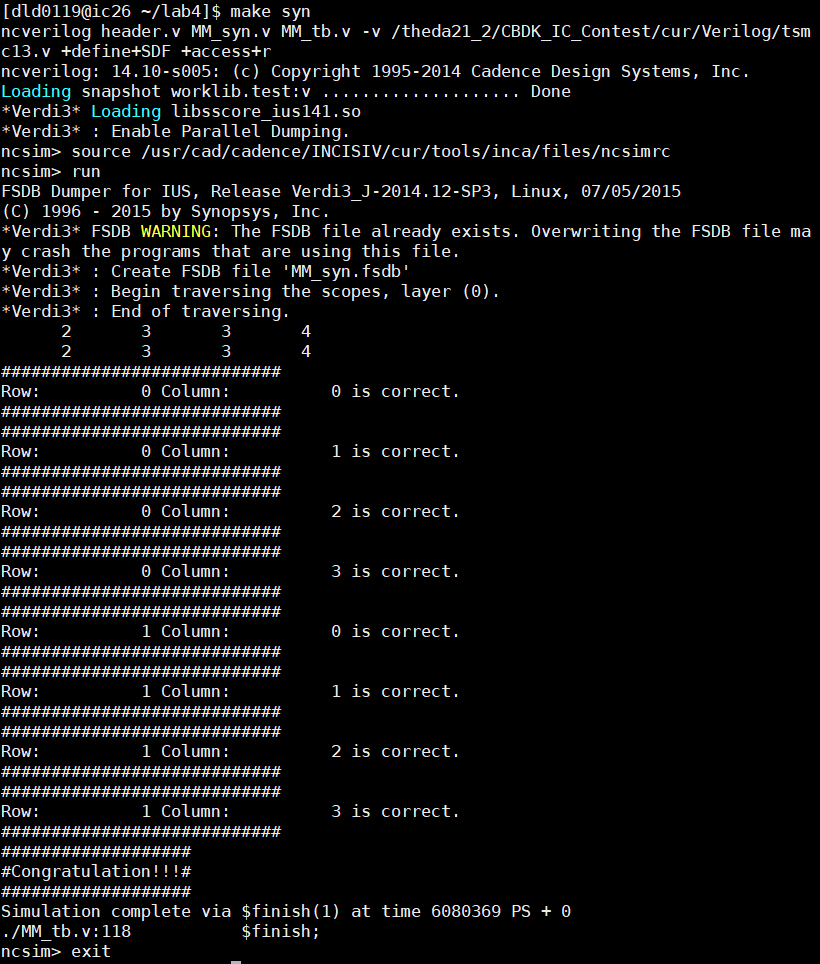 [dld0119@ic26 ~/lab4]$ make syn
ncverilog header.v MM_syn.v MM_tb.v -v /theda21_2/CBDK_IC_Contest/cur/Verilog/tsm
c13.v +define+SDF +access+r
ncverilog: 14.10-s005: (c) Copyright 1995-2014 Cadence Design Systems, Inc.
Loading snapshot worklib.test:v .................... Done
*Verdi3* Loading libsscore_ius141.so
*Verdi3* : Enable Parallel Dumping.
ncsim> source /usr/cad/cadence/INCISIV/cur/tools/inca/files/ncsimrc
ncsim> run
FSDB Dumper for IUS, Release Verdi3_J-2014.12-SP3, Linux, 07/05/2015
(C) 1996 - 2015 by Synopsys, Inc.
*Verdi3* FSDB WARNING: The FSDB file already exists. Overwriting the FSDB file ma
y crash the programs that are using this file.
*Verdi3* : Create FSDB file 'MM_syn.fsdb'
*Verdi3* : Begin traversing the scopes, layer (0).
*Verdi3* : End of traversing.
      2       3       3       4
      2       3       3       4
############################
Row:          0 Column:          0 is correct.
############################
############################
Row:          0 Column:          1 is correct.
############################
############################
Row:          0 Column:          2 is correct.
############################
############################
Row:          0 Column:          3 is correct.
############################
############################
Row:          1 Column:          0 is correct.
############################
############################
Row:          1 Column:          1 is correct.
############################
############################
Row:          1 Column:          2 is correct.
############################
############################
Row:          1 Column:          3 is correct.
############################
###################
#Congratulation!!!#
###################
Simulation complete via $finish(1) at time 6080369 PS + 0
./MM_tb.v:118           $finish;
ncsim> exit